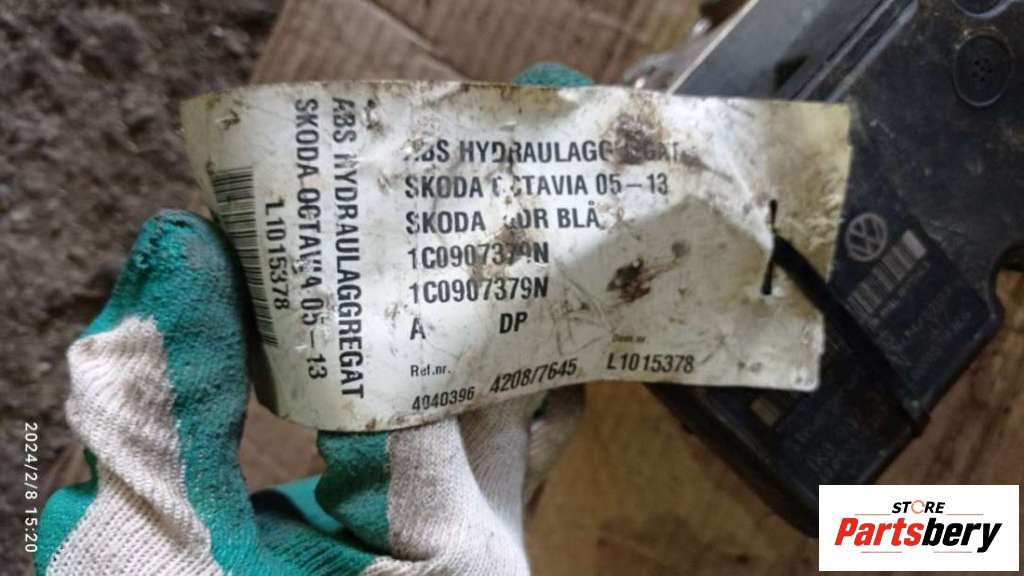 ABS HYDRAULAGGREGAT
SKODA OCTAVIA 05-13
L1015378
ABS HYDRAULAGGREGAT
SKODA OCTAVIA 05-13
SKODA BLÅ
1C0907379N
1C0907379N
A DP
Ref.nr.
4040396 4208/7645 L1015378
2024/2/8 15:20
STORE
Partsbery